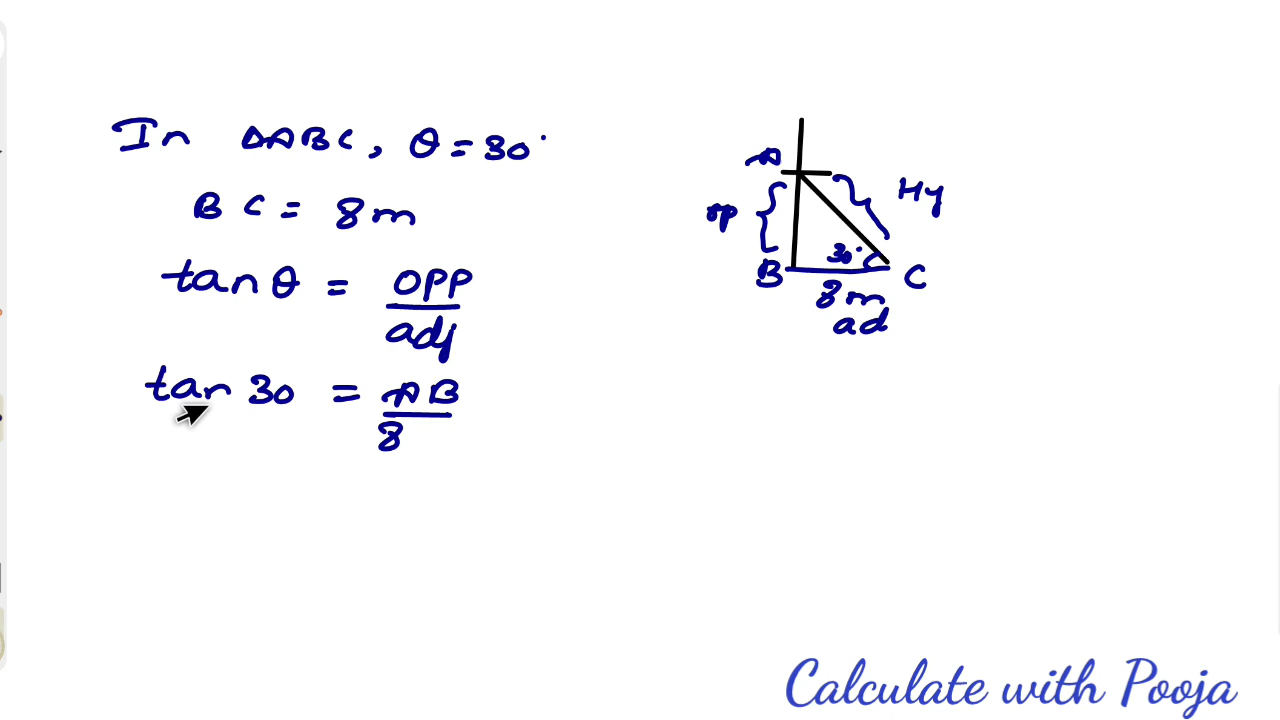 In ΔABC, θ = 30°
BC = 8m
tan θ = opp
adj
tan 30 = AB
8
A
Hy
op
30°
B
C
8m
ad
Calculate with Pooja